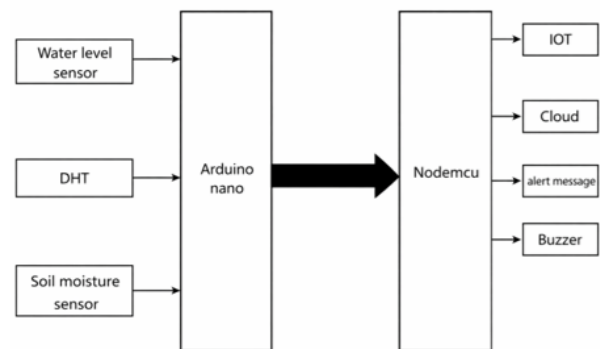 Water level
sensor
DHT
Soil moisture
sensor
Arduino
nano
Nodemcu
IOT
Cloud
alert message
Buzzer